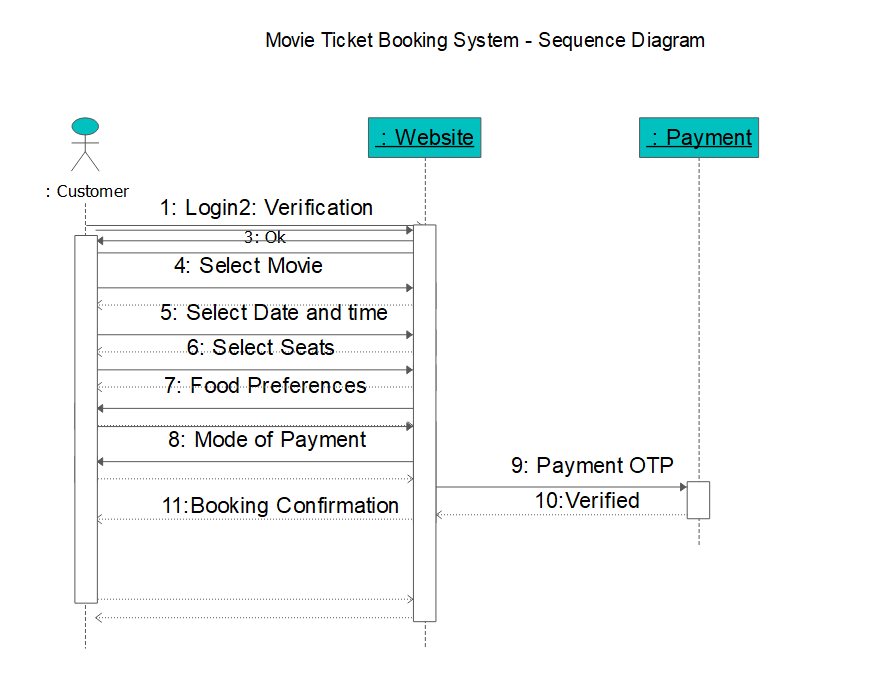 Movie Ticket Booking System - Sequence Diagram
: Website
: Payment
: Customer
1: Login2: Verification
3: Ok
4: Select Movie
5: Select Date and time
6: Select Seats
7: Food Preferences
8: Mode of Payment
9: Payment OTP
10:Verified
11:Booking Confirmation